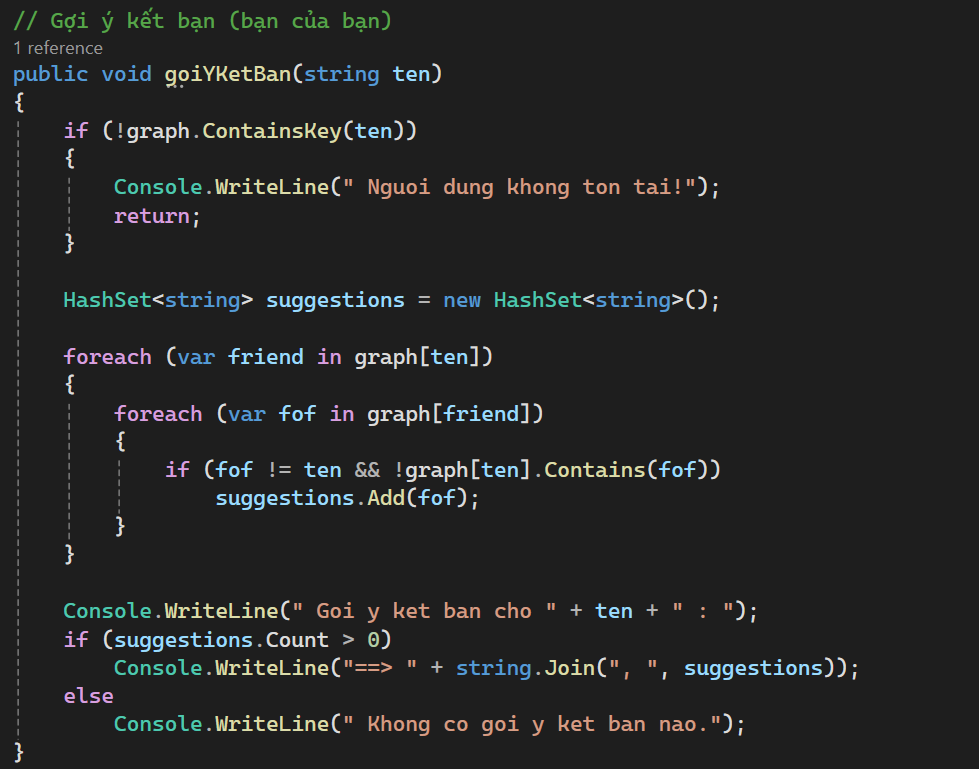 // Gợi ý kết bạn (bạn của bạn)
1 reference
public void goiYKetBan(string ten)
{
if (!graph.ContainsKey(ten))
{
Console.WriteLine(" Nguoi dung khong ton tai!");
return;
}
HashSet<string> suggestions = new HashSet<string>();
foreach (var friend in graph[ten])
{
foreach (var fof in graph[friend])
{
if (fof != ten && !graph[ten].Contains(fof))
suggestions.Add(fof);
}
}
Console.WriteLine(" Goi y ket ban cho " + ten + " : ");
if (suggestions.Count > 0)
Console.WriteLine("==> " + string.Join(", ", suggestions));
else
Console.WriteLine(" Khong co goi y ket ban nao.");
}